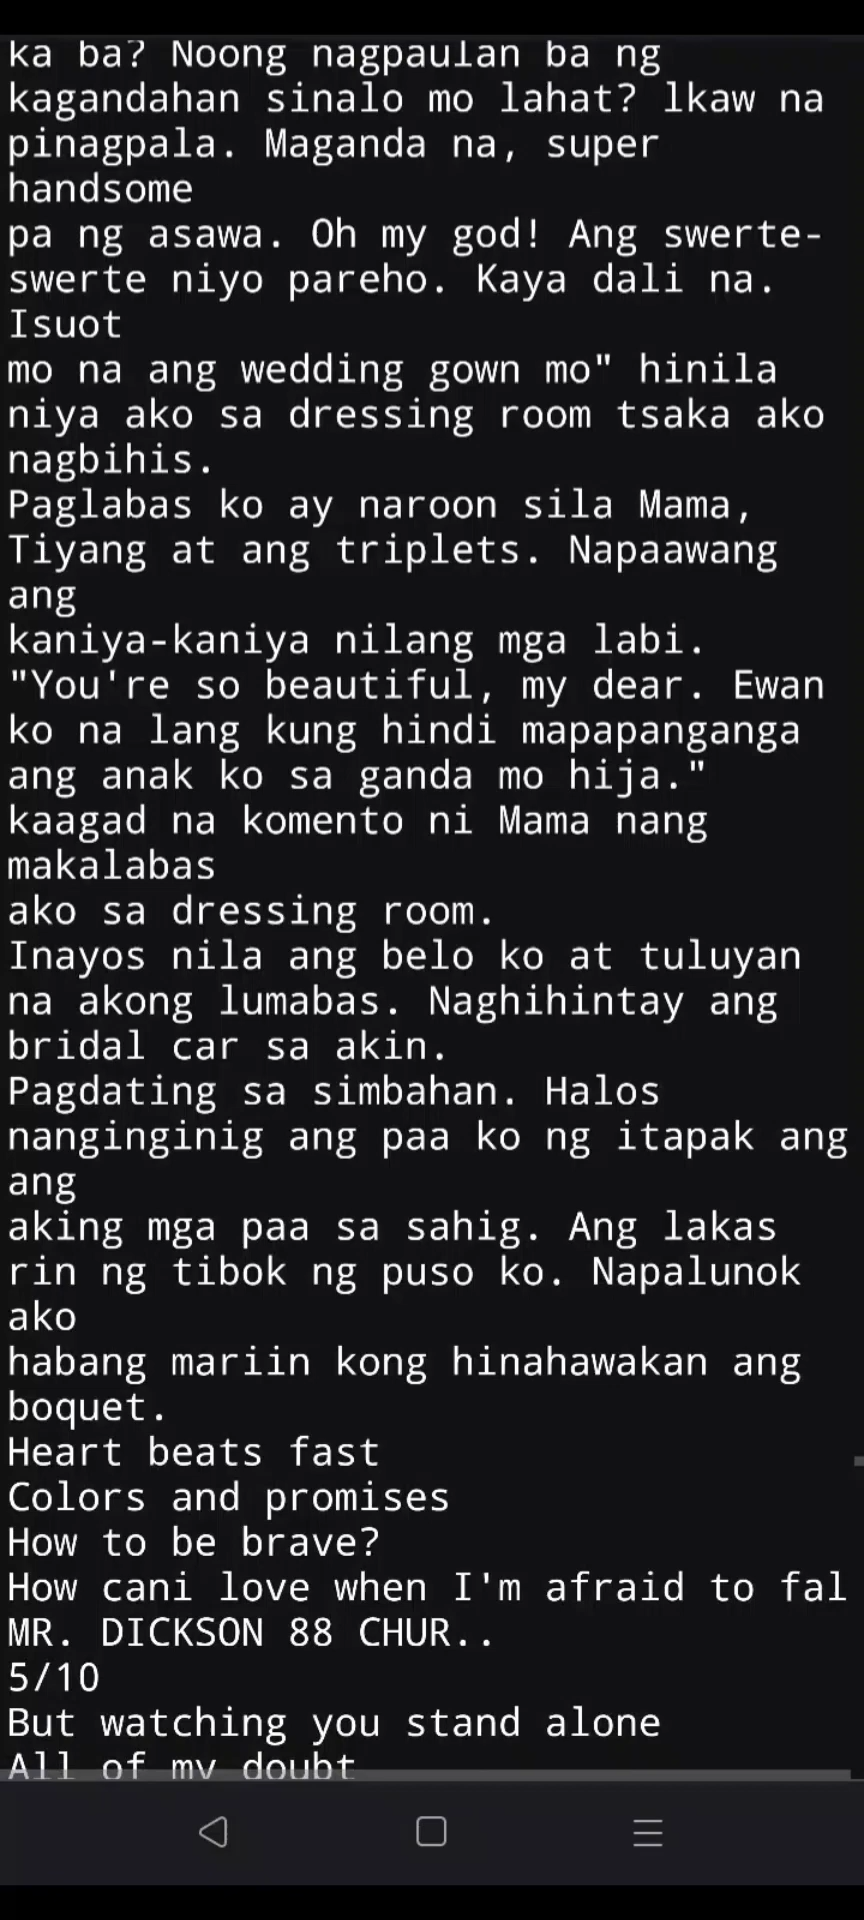 ka ba? Noong nagpaulan ba ng
kagandahan sinalo mo lahat? lkaw na
pinagpala. Maganda na, super
handsome
pa ng asawa. Oh my god! Ang swerte-
swerte niyo pareho. Kaya dali na.
Isuot
mo na ang wedding gown mo" hinila
niya ako sa dressing room tsaka ako
nagbihis.
Paglabas ko ay naroon sila Mama,
Tiyang at ang triplets. Napaawang
ang
kaniya-kaniya nilang mga labi.
"You're so beautiful, my dear. Ewan
ko na lang kung hindi mapapanganga
ang anak ko sa ganda mo hija."
kaagad na komento ni Mama nang
makalabas
ako sa dressing room.
Inayos nila ang belo ko at tuluyan
na akong lumabas. Naghihintay ang
bridal car sa akin.
Pagdating sa simbahan. Halos
nanginginig ang paa ko ng itapak ang
ang
aking mga paa sa sahig. Ang lakas
rin ng tibok ng puso ko. Napalunok
ako
habang mariin kong hinahawakan ang
boquet.
Heart beats fast
Colors and promises
How to be brave?
How cani love when I'm afraid to fal
MR. DICKSON 88 CHUR..
5/10
But watching you stand alone
All of my doubt